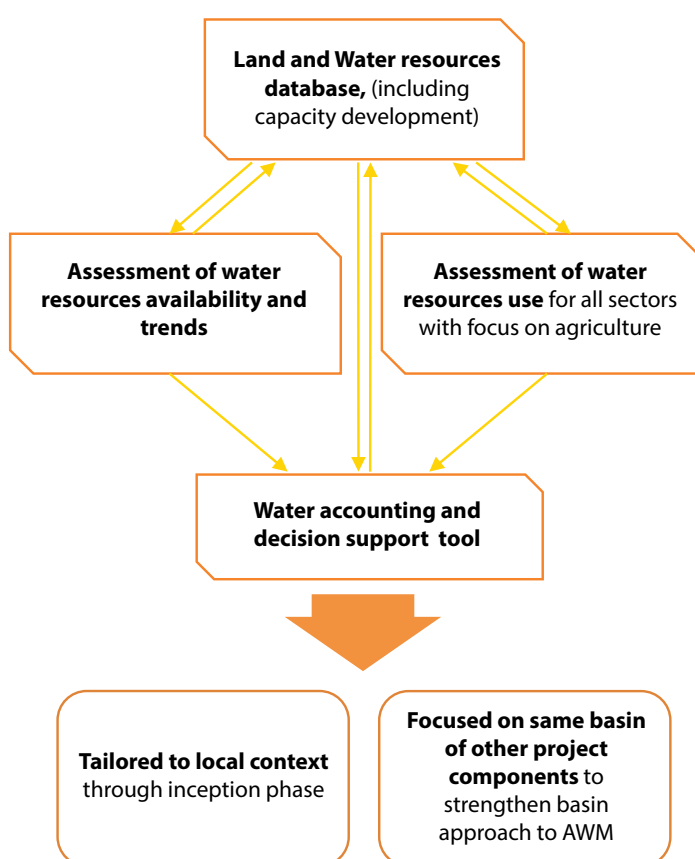 Land and Water resources
database, (including
capacity development)
Assessment of water
resources availability and
trends
Assessment of water
resources use for all sectors
with focus on agriculture
Water accounting and
decision support tool
Tailored to local context
through inception phase
Focused on same basin
of other project
components to
strengthen basin
approach to AWM